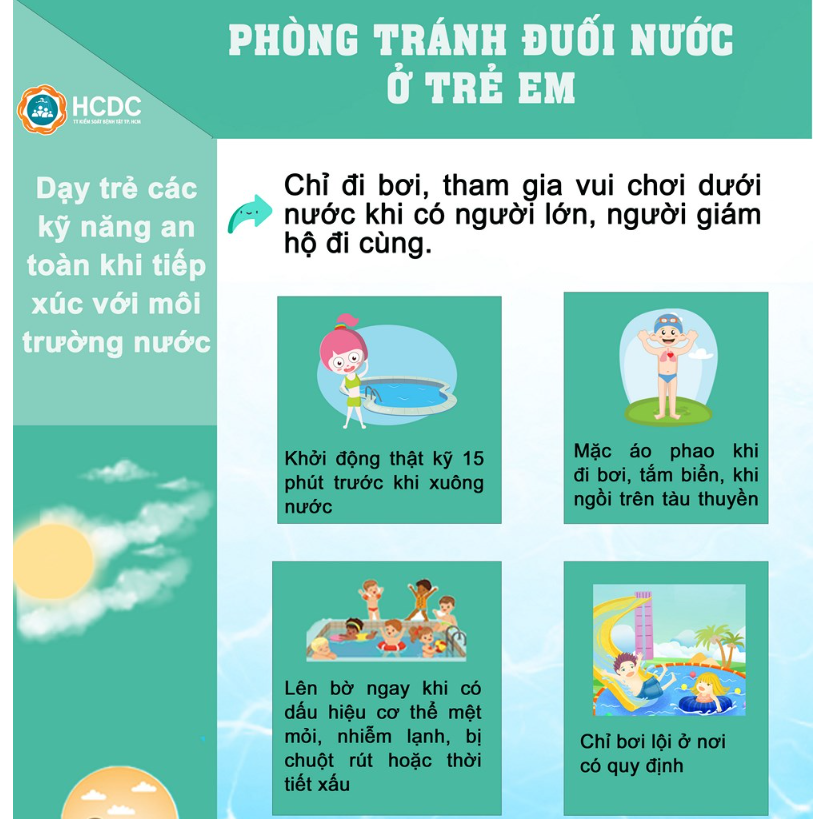 PHÒNG TRÁNH ĐUỐI NƯỚC
Ở TRẺ EM
HCDC
TT KIỂM SOÁT BỆNH TẬT TP. HCM
Dạy trẻ các
kỹ năng an
toàn khi tiếp
xúc với môi
trường nước
Chỉ đi bơi, tham gia vui chơi dưới
nước khi có người lớn, người giám
hộ đi cùng.
Khởi động thật kỹ 15
phút trước khi xuông
nước
Mặc áo phao khi
đi bơi, tắm biển, khi
ngồi trên tàu thuyền
Lên bờ ngay khi có
dấu hiệu cơ thể mệt
mỏi, nhiễm lạnh, bị
chuột rút hoặc thời
tiết xấu
Chỉ bơi lội ở nơi
có quy định